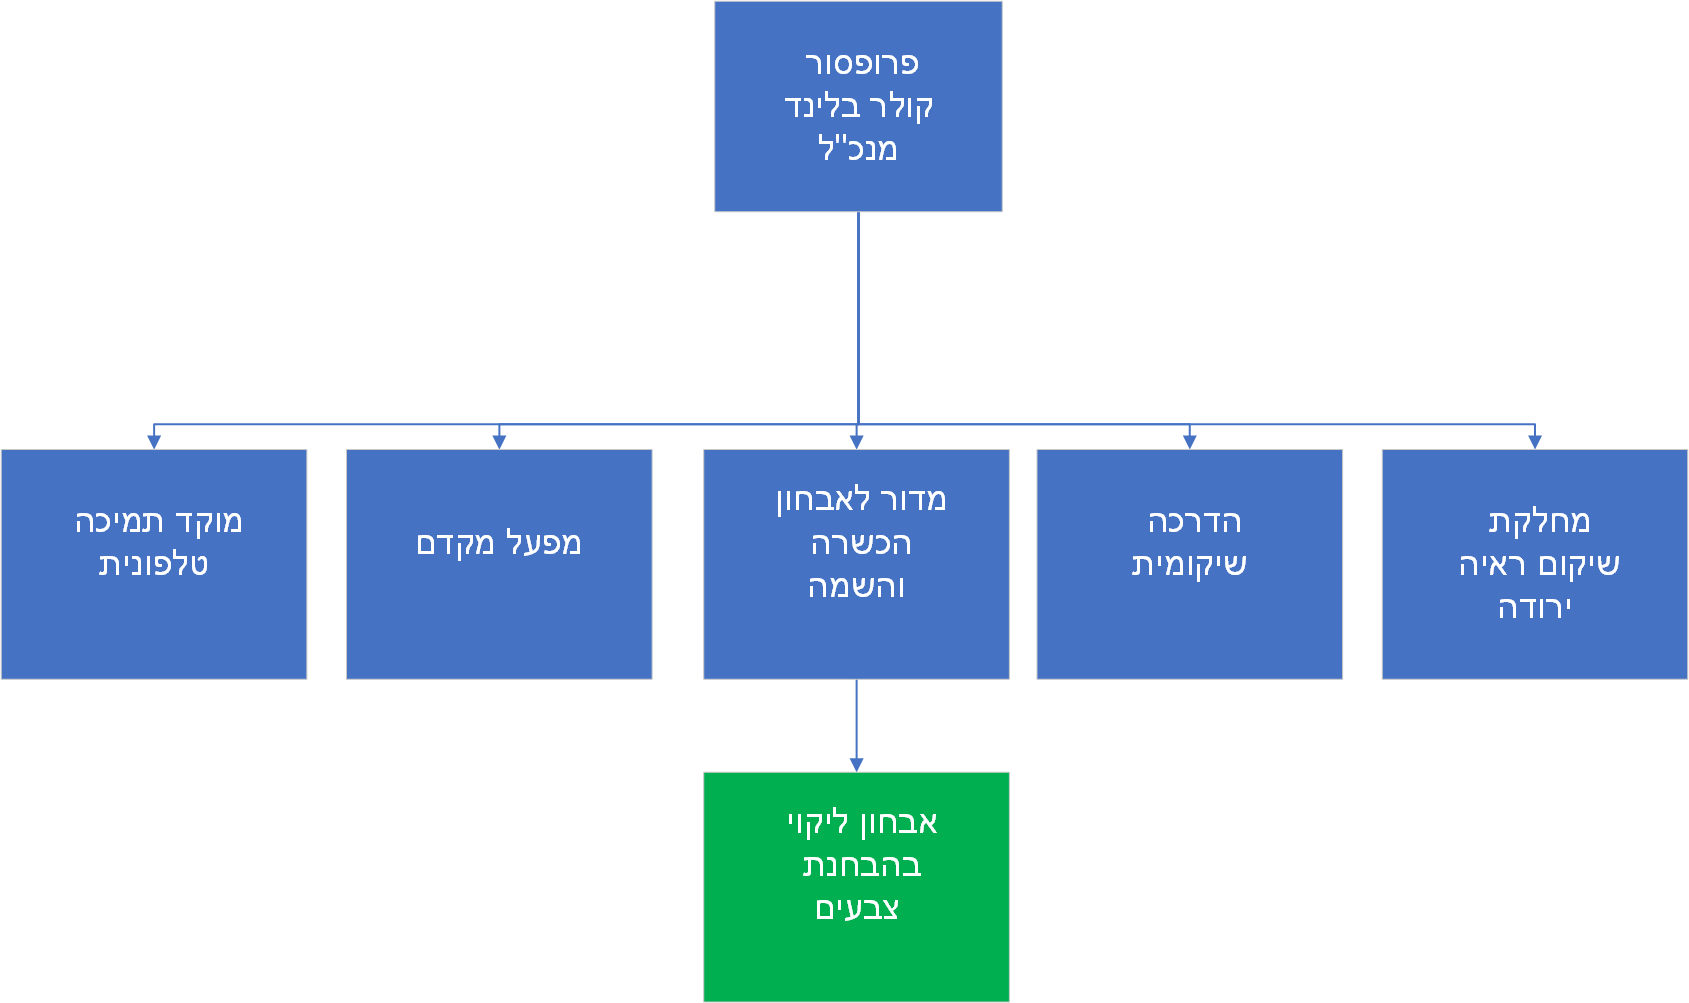 פרופסור
קולר בלינד
מנכ"ל
מחלקת
שיקום ראיה
ירודה
הדרכה
שיקומית
מדור לאבחון
הכשרה
והשמה
מפעל מקדם
מוקד תמיכה
טלפונית
אבחון ליקוי
בהבחנת
צבעים